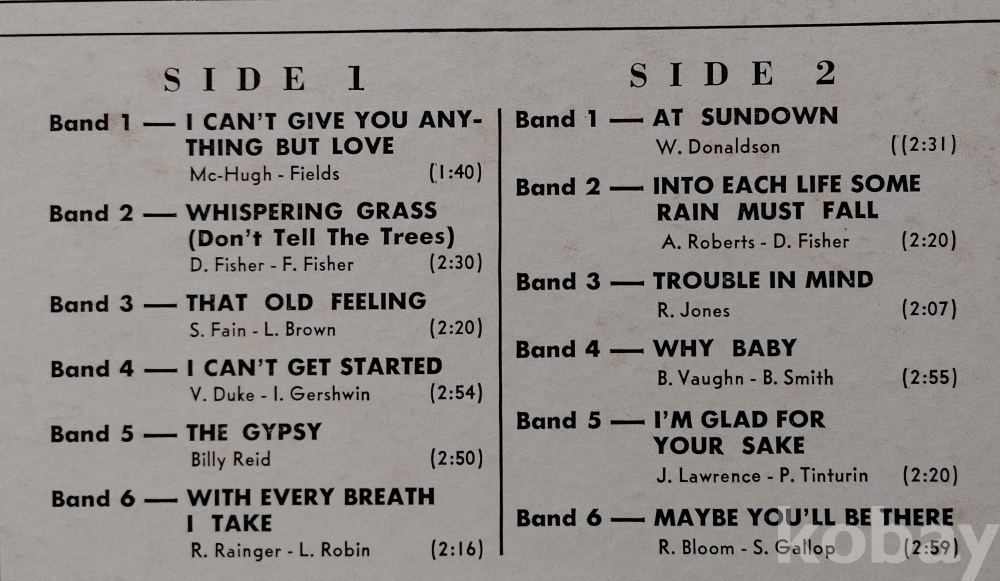 SIDE 1
Band 1 — I CAN'T GIVE YOU ANY-
THING BUT LOVE
Mc-Hugh - Fields (1:40)
Band 2 — WHISPERING GRASS
(Don't Tell The Trees)
D. Fisher - F. Fisher (2:30)
Band 3 — THAT OLD FEELING
S. Fain - L. Brown (2:20)
Band 4 — I CAN'T GET STARTED
V. Duke - I. Gershwin (2:54)
Band 5 — THE GYPSY
Billy Reid (2:50)
Band 6 — WITH EVERY BREATH
I TAKE
R. Rainger - L. Robin (2:16)
SIDE 2
Band 1 — AT SUNDOWN
W. Donaldson ((2:31)
Band 2 — INTO EACH LIFE SOME
RAIN MUST FALL
A. Roberts - D. Fisher (2:20)
Band 3 — TROUBLE IN MIND
R. Jones (2:07)
Band 4 — WHY BABY
B. Vaughn - B. Smith (2:55)
Band 5 — I'M GLAD FOR
YOUR SAKE
J. Lawrence - P. Tinturin (2:20)
Band 6 — MAYBE YOU'LL BE THERE
R. Bloom - S. Gallop (2:59)
kobay